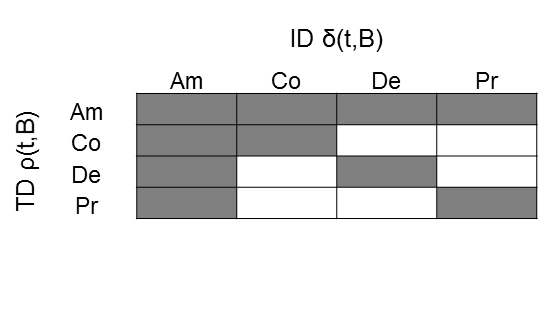 ID δ(t,B)
Am Co De Pr
TD ρ(t,B)
Am
Co
De
Pr